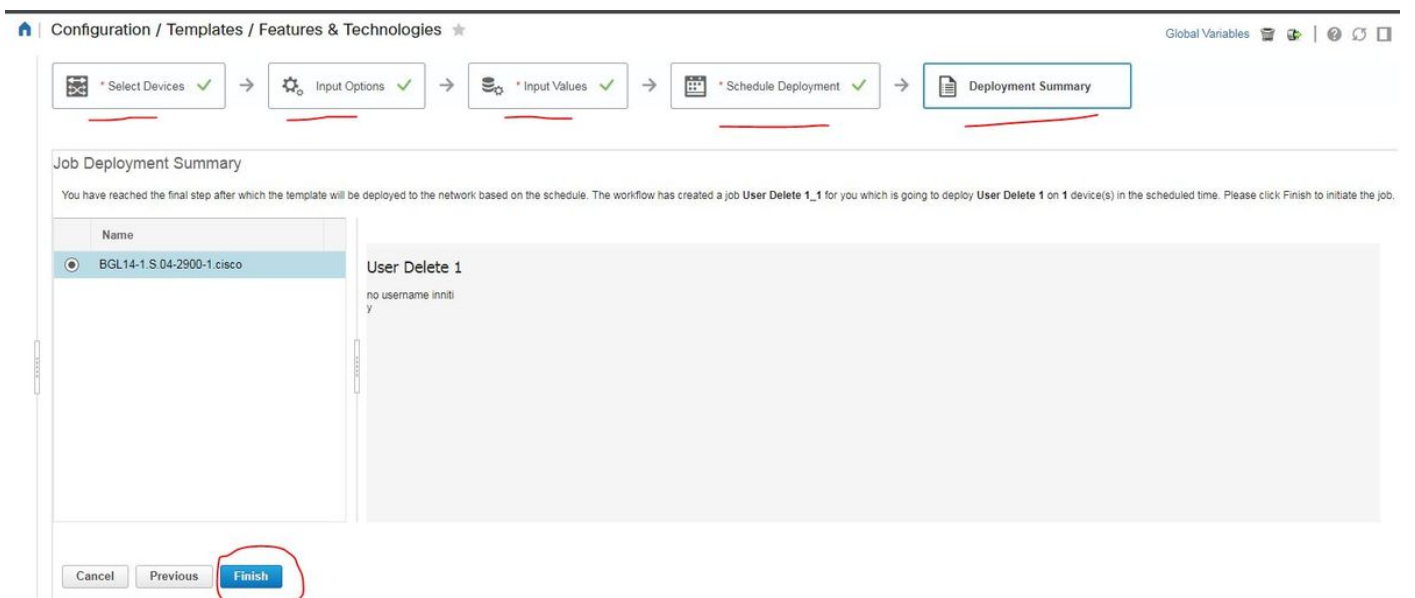 Configuration / Templates / Features & Technologies
Global Variables
* Select Devices
Input Options
* Input Values
* Schedule Deployment
Deployment Summary
Job Deployment Summary
You have reached the final step after which the template will be deployed to the network based on the schedule. The workflow has created a job User Delete 1_1 for you which is going to deploy User Delete 1 on 1 device(s) in the scheduled time. Please click Finish to initiate the job.
Name
BGL14-1.S.04-2900-1.cisco
User Delete 1
no username inniti
y
Cancel
Previous
Finish